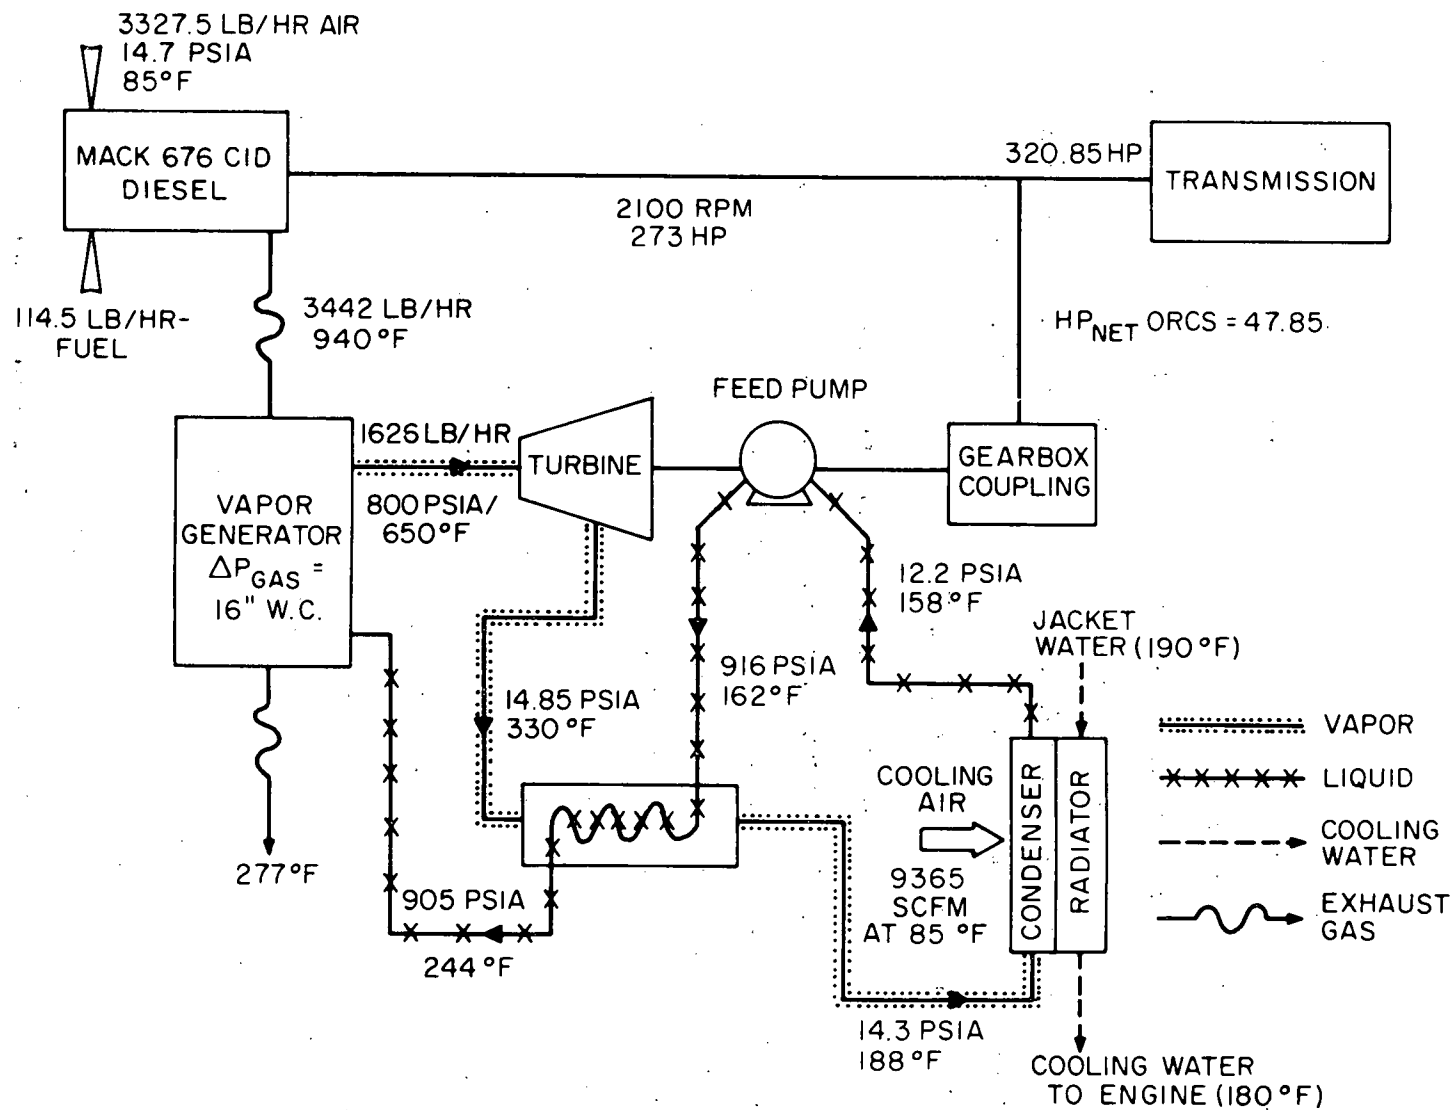 3327.5 LB/HR AIR
14.7 PSIA
85°F
MACK 676 CID
DIESEL
320.85 HP
TRANSMISSION
2100 RPM
273 HP
114.5 LB/HR-
FUEL
3442 LB/HR
940°F
HP NET ORCS = 47.85
FEED PUMP
1626 LB/HR
TURBINE
GEARBOX
COUPLING
800 PSIA/
650°F
VAPOR
GENERATOR
ΔP GAS =
16" W.C.
12.2 PSIA
158°F
JACKET
WATER (190°F)
916 PSIA
162°F
14.85 PSIA
330°F
VAPOR
LIQUID
COOLING
WATER
EXHAUST
GAS
COOLING
AIR
9365
SCFM
AT 85 °F
CONDENSER
RADIATOR
277°F
905 PSIA
244°F
14.3 PSIA
188°F
COOLING WATER
TO ENGINE (180°F)